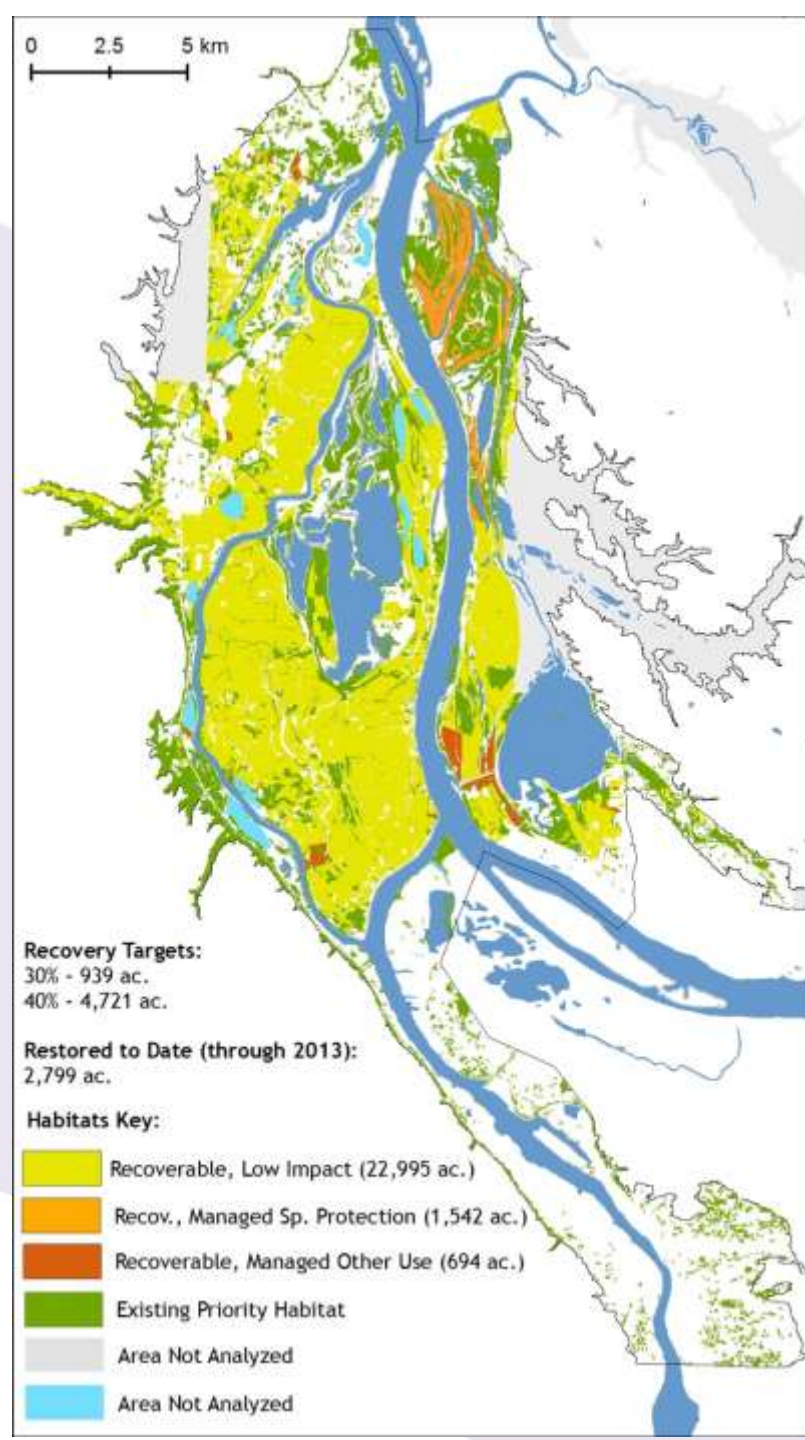 0 2.5 5 km
Recovery Targets:
30% - 939 ac.
40% - 4,721 ac.
Restored to Date (through 2013):
2,799 ac.
Habitats Key:
Recoverable, Low Impact (22,995 ac.)
Recov., Managed Sp. Protection (1,542 ac.)
Recoverable, Managed Other Use (694 ac.)
Existing Priority Habitat
Area Not Analyzed
Area Not Analyzed